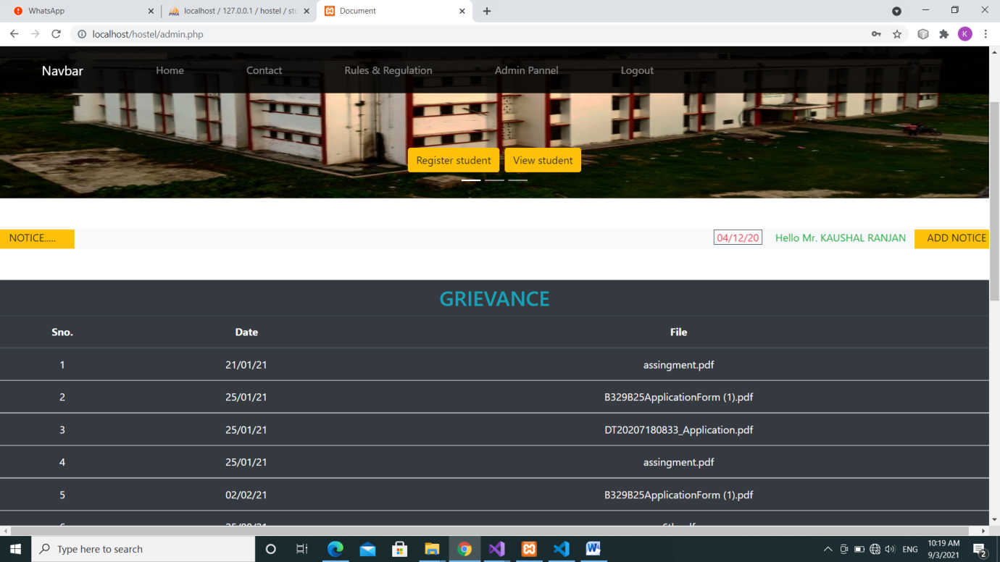 WhatsApp
localhost / 127.0.0.1 / hostel / stu
Document
localhost/hostel/admin.php
K
Navbar Home Contact Rules & Regulation Admin Pannel Logout
Register student View student
NOTICE..... 04/12/20 Hello Mr. KAUSHAL RANJAN ADD NOTICE
GRIEVANCE
Sno. Date File
1 21/01/21 assingment.pdf
2 25/01/21 B329B25ApplicationForm (1).pdf
3 25/01/21 DT20207180833_Application.pdf
4 25/01/21 assingment.pdf
5 02/02/21 B329B25ApplicationForm (1).pdf
Type here to search
ENG
10:19 AM
9/3/2021
2